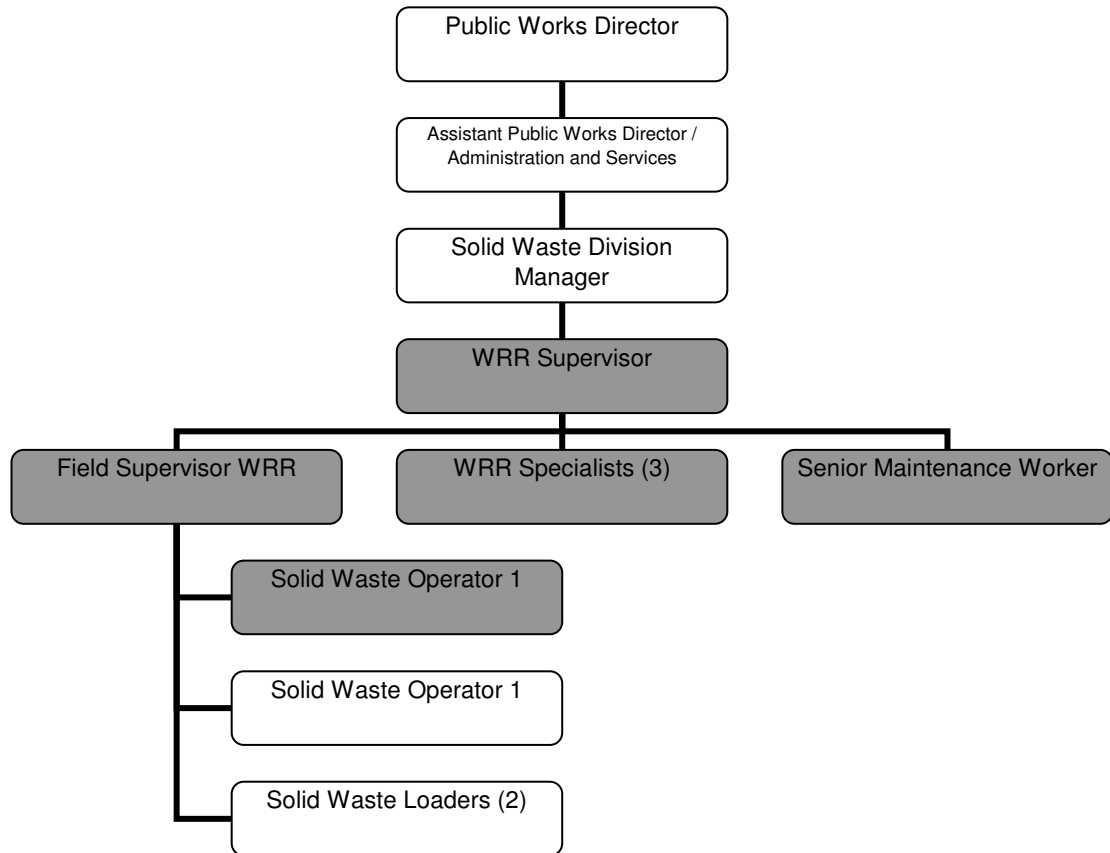 Public Works Director
Assistant Public Works Director /
Administration and Services
Solid Waste Division
Manager
WRR Supervisor
Field Supervisor WRR
WRR Specialists (3)
Senior Maintenance Worker
Solid Waste Operator 1
Solid Waste Operator 1
Solid Waste Loaders (2)